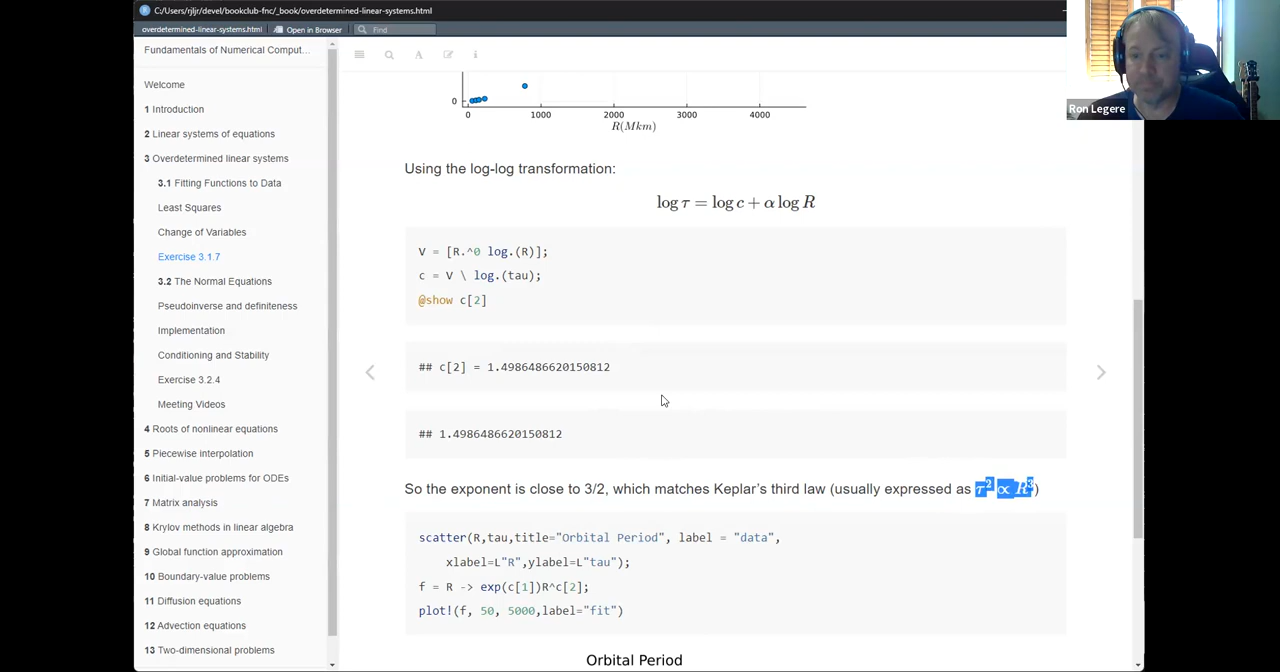 C:/Users/rjljr/devel/bookclub-fnc/_book/overdetermined-linear-systems.html
overdetermined-linear-systems.html
Open in Browser
Find
Fundamentals of Numerical Comput...
Welcome
1 Introduction
2 Linear systems of equations
3 Overdetermined linear systems
3.1 Fitting Functions to Data
Least Squares
Change of Variables
Exercise 3.1.7
3.2 The Normal Equations
Pseudoinverse and definiteness
Implementation
Conditioning and Stability
Exercise 3.2.4
Meeting Videos
4 Roots of nonlinear equations
5 Piecewise interpolation
6 Initial-value problems for ODEs
7 Matrix analysis
8 Krylov methods in linear algebra
9 Global function approximation
10 Boundary-value problems
11 Diffusion equations
12 Advection equations
13 Two-dimensional problems
0
0 1000 2000 3000 4000
R(Mkm)
Using the log-log transformation:
log τ = log c + α log R
V = [R.^0 log.(R)];
c = V \ log.(tau);
@show c[2]
## c[2] = 1.4986486620150812
## 1.4986486620150812
So the exponent is close to 3/2, which matches Keplar's third law (usually expressed as τ² ∝ R³)
scatter(R,tau,title="Orbital Period", label = "data",
xlabel=L"R",ylabel=L"tau");
f = R -> exp(c[1])R^c[2];
plot!(f, 50, 5000,label="fit")
Orbital Period
Ron Legere